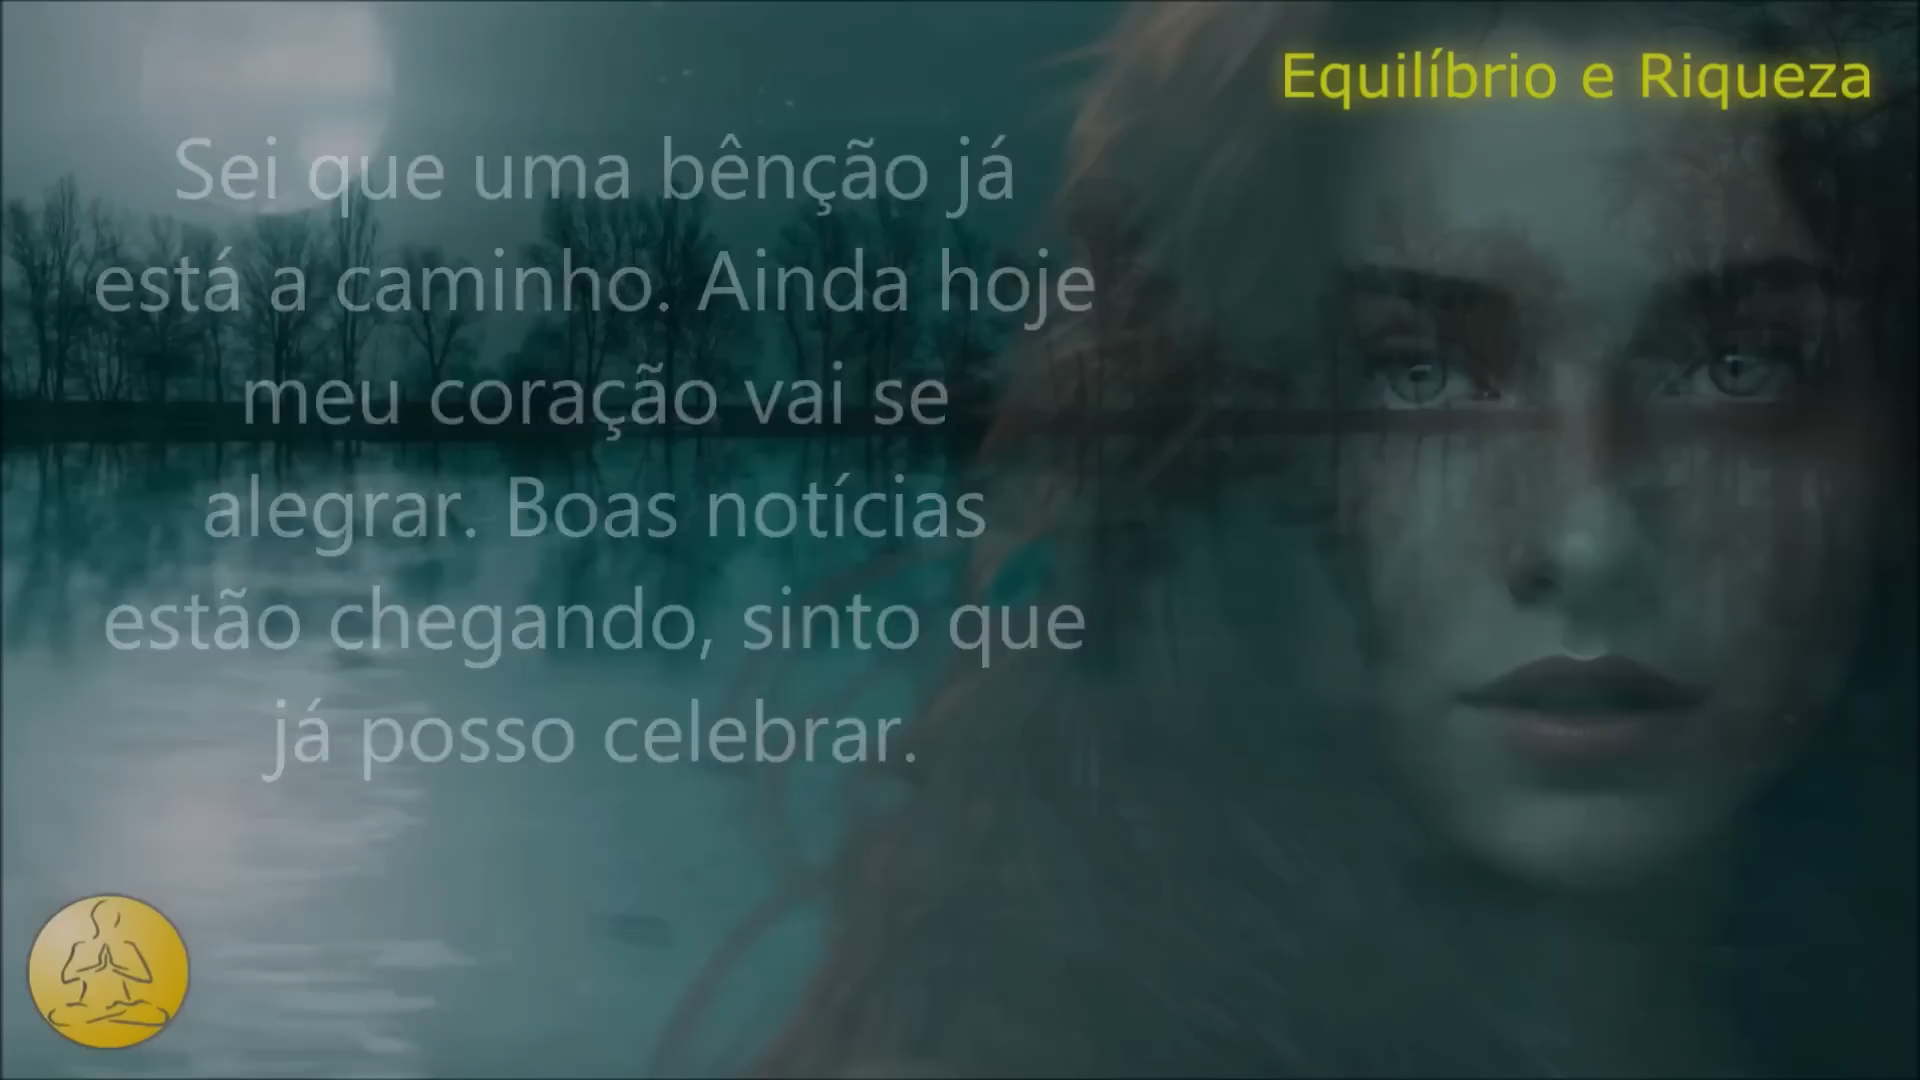 Equilíbrio e Riqueza
Sei que uma bênção já
está a caminho. Ainda hoje
meu coração vai se
alegrar. Boas notícias
estão chegando, sinto que
já posso celebrar.